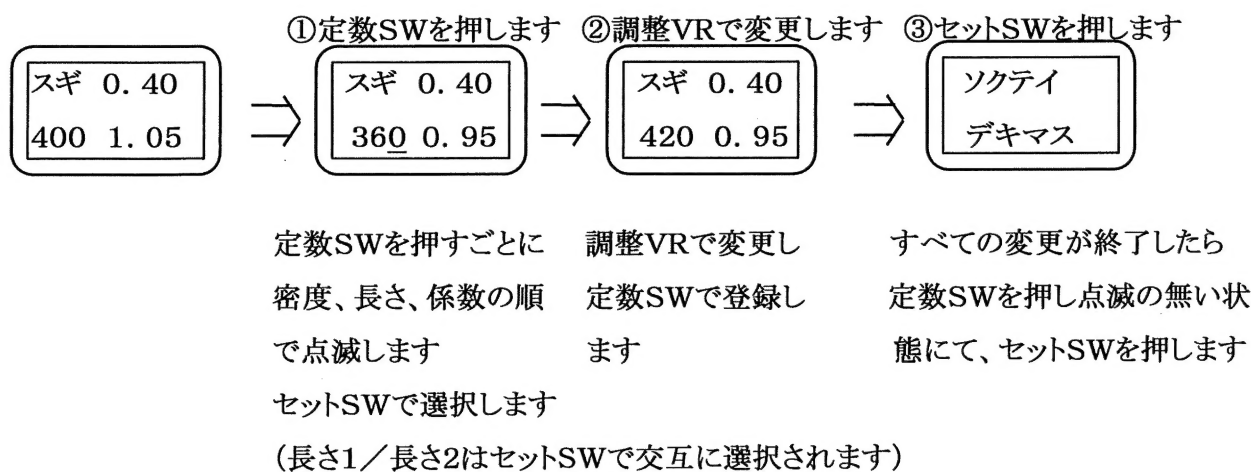 ①定数SWを押します ②調整VRで変更します ③セットSWを押します
スギ 0.40
400 1.05
スギ 0.40
360 0.95
スギ 0.40
420 0.95
ソクテイ
デキマス
定数SWを押すごとに
密度、長さ、係数の順
で点滅します
セットSWで選択します
(長さ1/長さ2はセットSWで交互に選択されます)
調整VRで変更し
定数SWで登録し
ます
すべての変更が終了したら
定数SWを押し点滅の無い状
態にて、セットSWを押します